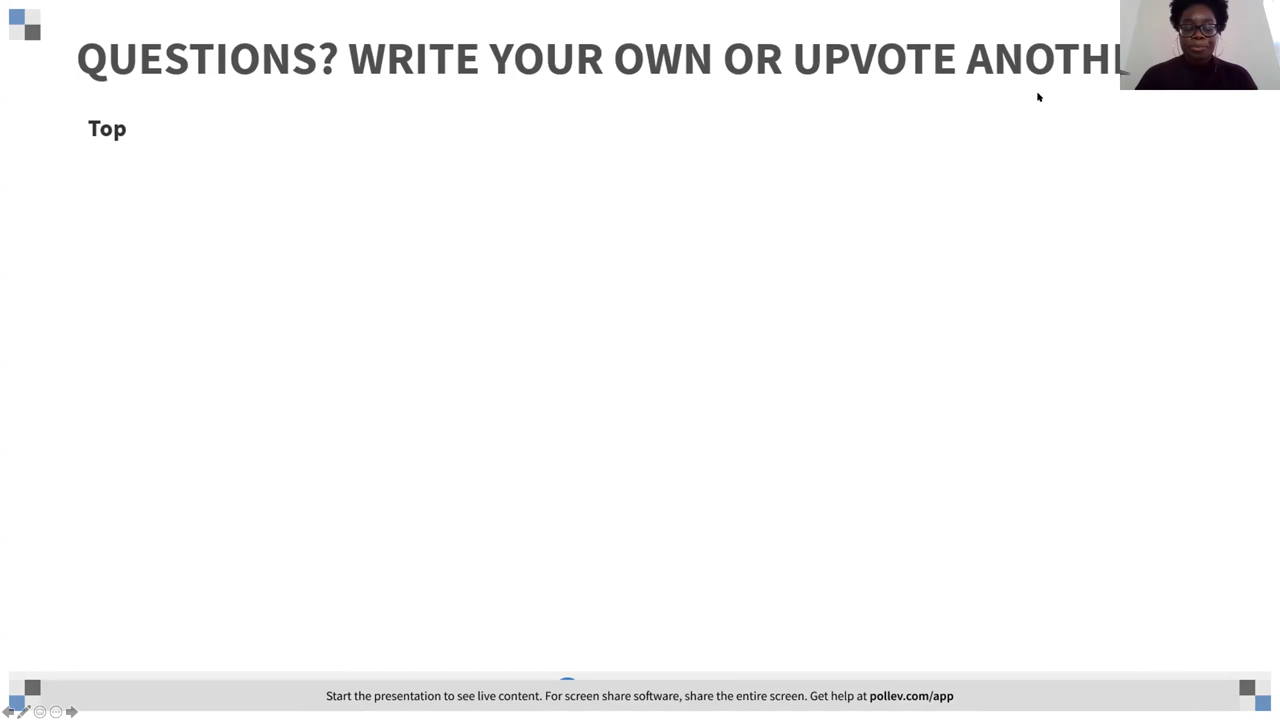 QUESTIONS? WRITE YOUR OWN OR UPVOTE
Top
Start the presentation to see live content. For screen share software, share the entire screen. Get help at pollev.com/app